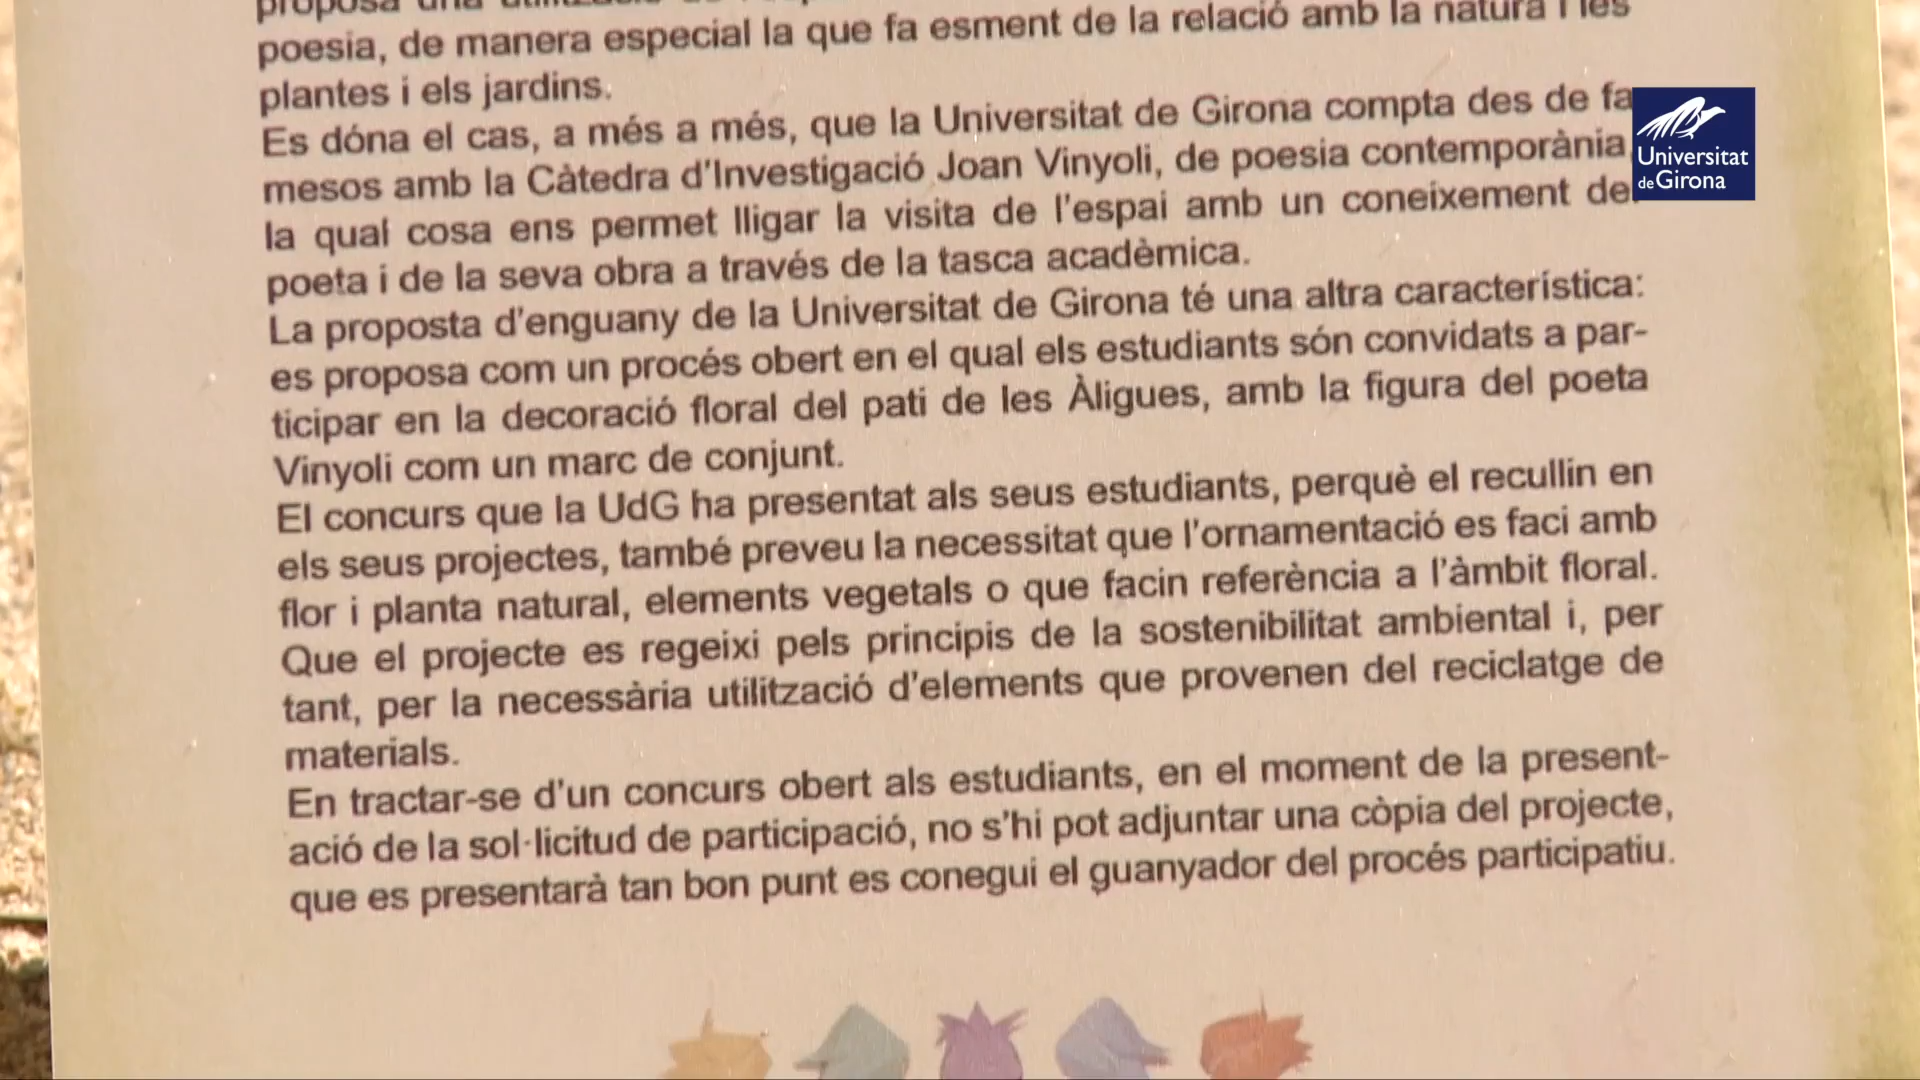 proposa una utilització de
poesia, de manera especial la que fa esment de la relació amb la natura i les
plantes i els jardins.
Es dóna el cas, a més a més, que la Universitat de Girona compta des de fa
mesos amb la Càtedra d'Investigació Joan Vinyoli, de poesia contemporània
la qual cosa ens permet lligar la visita de l'espai amb un coneixement del
poeta i de la seva obra a través de la tasca acadèmica.
La proposta d'enguany de la Universitat de Girona té una altra característica:
es proposa com un procés obert en el qual els estudiants són convidats a par-
ticipar en la decoració floral del pati de les Àligues, amb la figura del poeta
Vinyoli com un marc de conjunt.
El concurs que la UdG ha presentat als seus estudiants, perquè el recullin en
els seus projectes, també preveu la necessitat que l'ornamentació es faci amb
flor i planta natural, elements vegetals o que facin referència a l'àmbit floral.
Que el projecte es regeixi pels principis de la sostenibilitat ambiental i, per
tant, per la necessària utilització d'elements que provenen del reciclatge de
materials.
En tractar-se d'un concurs obert als estudiants, en el moment de la present-
ació de la sol·licitud de participació, no s'hi pot adjuntar una còpia del projecte,
que es presentarà tan bon punt es conegui el guanyador del procés participatiu.
Universitat
de Girona